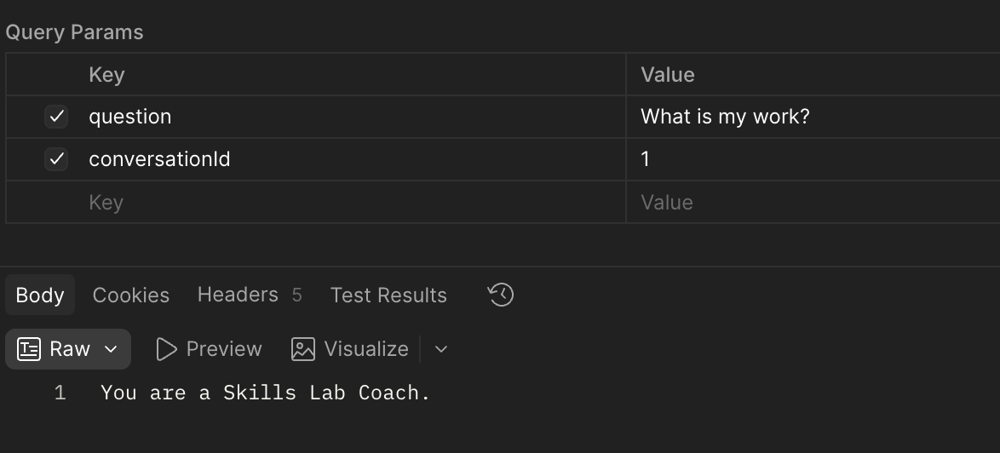 Query Params
Key Value
question What is my work?
conversationId 1
Key Value
Body Cookies Headers 5 Test Results
Raw Preview Visualize
1 You are a Skills Lab Coach.